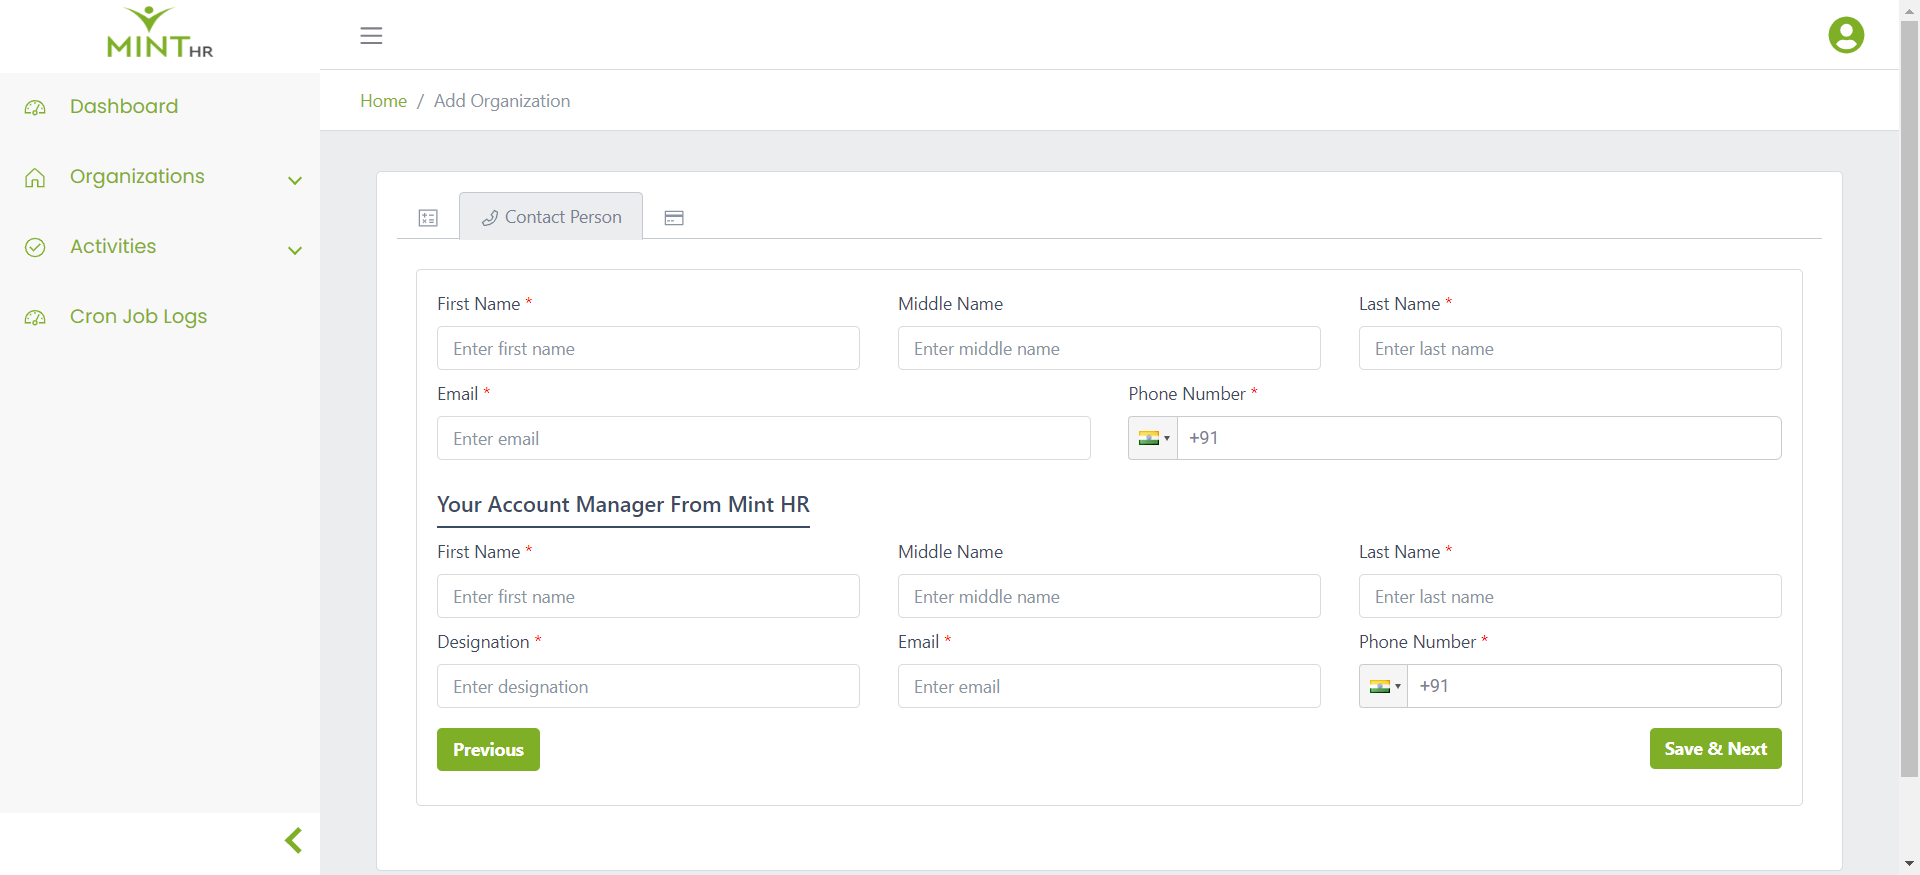 MINT HR
Dashboard
Organizations
Activities
Cron Job Logs
Home / Add Organization
Contact Person
First Name * Middle Name Last Name *
Enter first name Enter middle name Enter last name
Email * Phone Number *
Enter email +91
Your Account Manager From Mint HR
First Name * Middle Name Last Name *
Enter first name Enter middle name Enter last name
Designation * Email * Phone Number *
Enter designation Enter email +91
Previous Save & Next